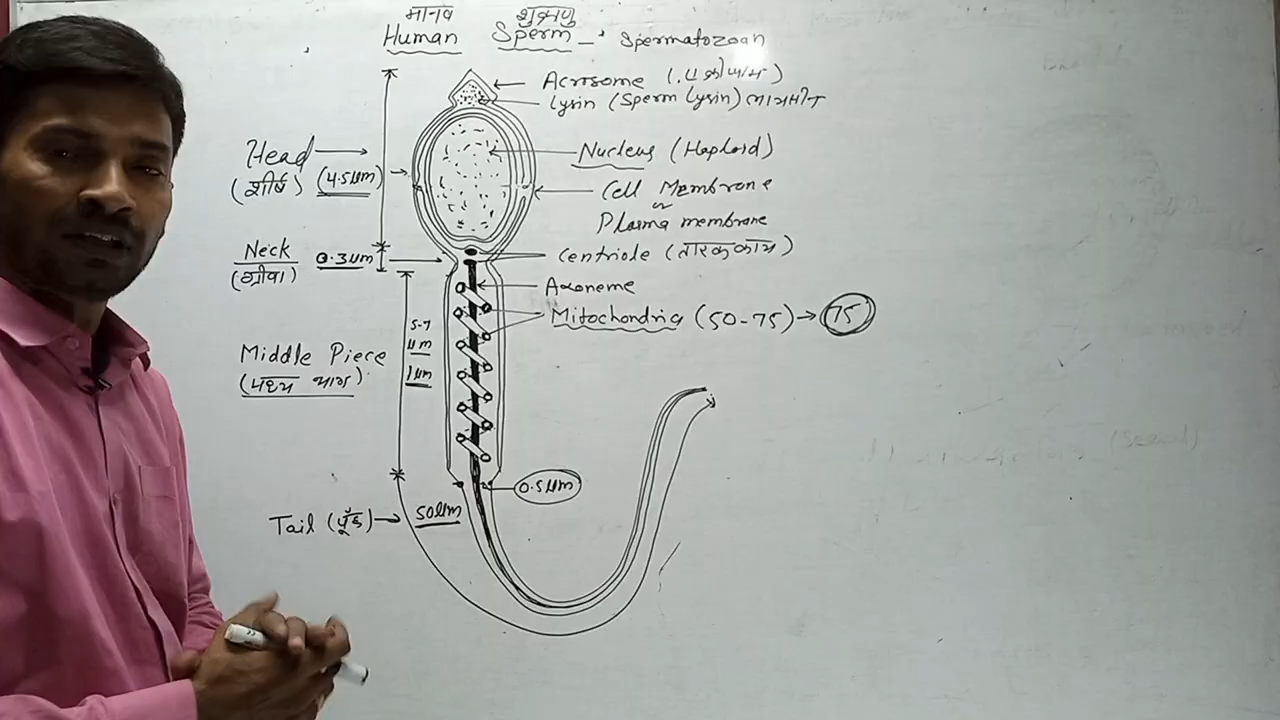 मानव शुक्राणु
Human Sperm - Spermatozoan
Acrosome
Lysin (Sperm Lysin)
Head
(शीर्ष) (4.5µm)
Nucleus (Haploid)
Cell Membrane
or
Plasma membrane
Neck 0.3µm
(ग्रीवा)
Centriole (तारककाय)
Axoneme
Mitochondria (50-75) → 75
5-7
µm
1µm
Middle Piece
(मध्य भाग)
0.5µm
Tail (पूँछ) → 50µm